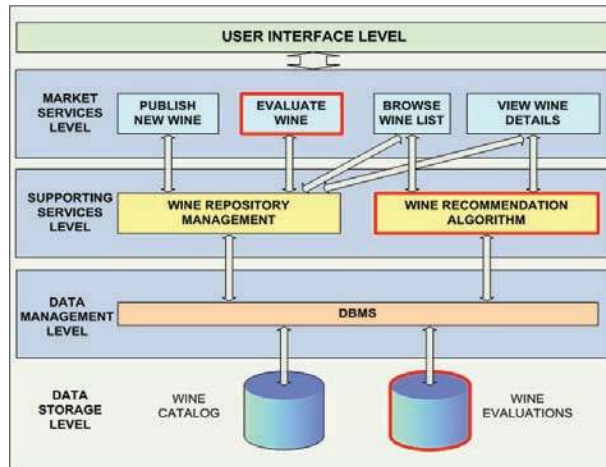 USER INTERFACE LEVEL
MARKET
SERVICES
LEVEL
PUBLISH
NEW WINE
EVALUATE
WINE
BROWSE
WINE LIST
VIEW WINE
DETAILS
SUPPORTING
SERVICES
LEVEL
WINE REPOSITORY
MANAGEMENT
WINE RECOMMENDATION
ALGORITHM
DATA
MANAGEMENT
LEVEL
DBMS
DATA
STORAGE
LEVEL
WINE
CATALOG
WINE
EVALUATIONS